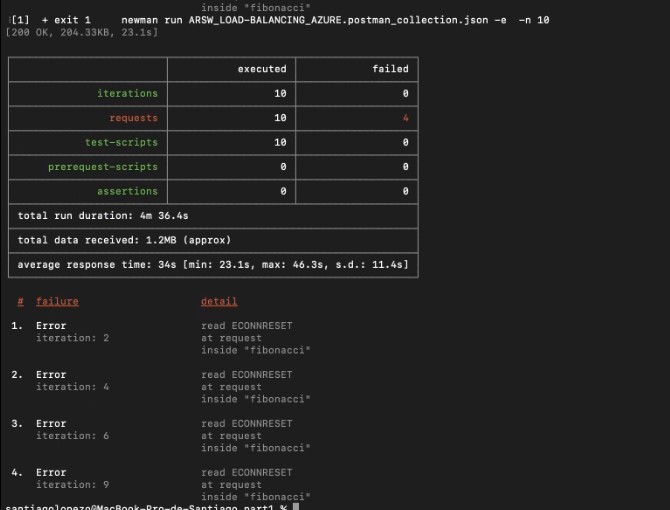 inside "fibonacci"
[1]  + exit 1     newman run ARSW_LOAD-BALANCING_AZURE.postman_collection.json -e  -n 10
[200 OK, 204.33KB, 23.1s]
executed failed
iterations 10 0
requests 10 4
test-scripts 10 0
prerequest-scripts 0 0
assertions 0 0
total run duration: 4m 36.4s
total data received: 1.2MB (approx)
average response time: 34s [min: 23.1s, max: 46.3s, s.d.: 11.4s]
# failure detail
1. Error read ECONNRESET
iteration: 2 at request
inside "fibonacci"
2. Error read ECONNRESET
iteration: 4 at request
inside "fibonacci"
3. Error read ECONNRESET
iteration: 6 at request
inside "fibonacci"
4. Error read ECONNRESET
iteration: 9 at request
inside "fibonacci"
santiagolopezo@MacBook-Pro-de-Santiago part1 %